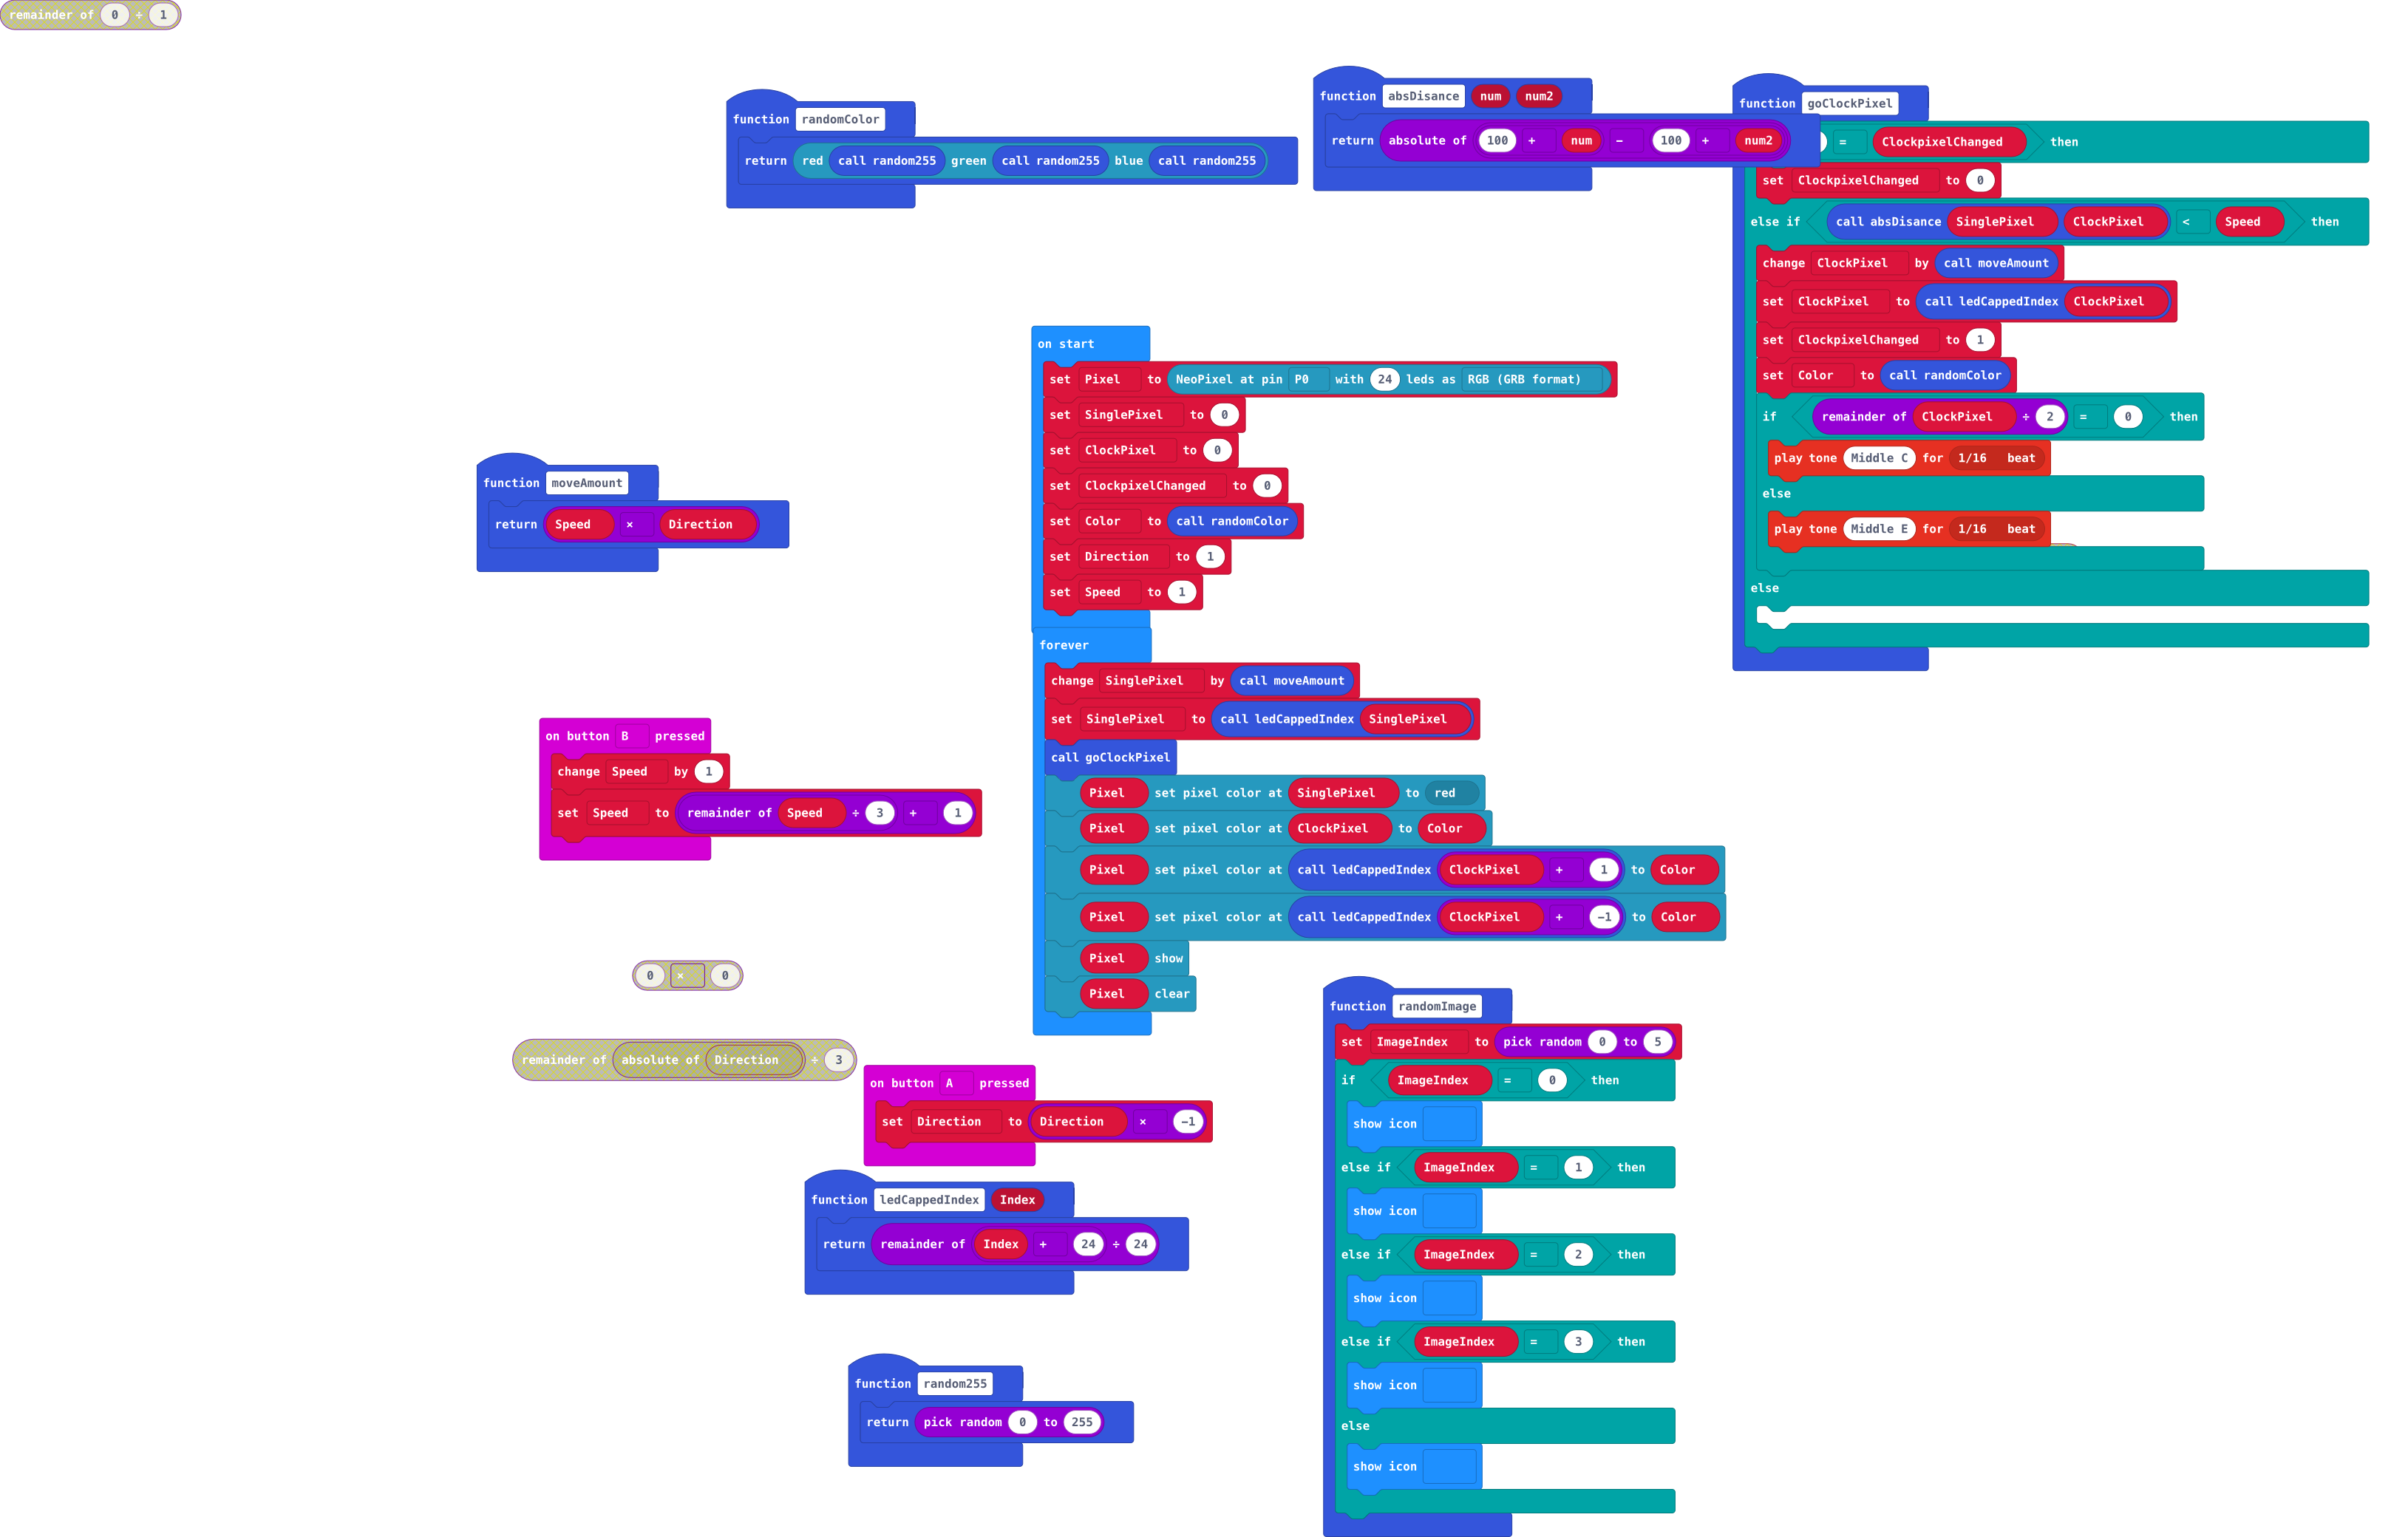 remainder of 0 ÷ 1
function randomColor
return red call random255 green call random255 blue call random255
function absDisance num num2
return absolute of 100 + num − 100 + num2
function goClockPixel
= ClockpixelChanged then
set ClockpixelChanged to 0
else if call absDisance SinglePixel ClockPixel < Speed then
change ClockPixel by call moveAmount
set ClockPixel to call ledCappedIndex ClockPixel
set ClockpixelChanged to 1
set Color to call randomColor
if remainder of ClockPixel ÷ 2 = 0 then
play tone Middle C for 1/16 beat
else
play tone Middle E for 1/16 beat
else
on start
set Pixel to NeoPixel at pin P0 with 24 leds as RGB (GRB format)
set SinglePixel to 0
set ClockPixel to 0
set ClockpixelChanged to 0
set Color to call randomColor
set Direction to 1
set Speed to 1
function moveAmount
return Speed × Direction
forever
change SinglePixel by call moveAmount
set SinglePixel to call ledCappedIndex SinglePixel
call goClockPixel
Pixel set pixel color at SinglePixel to red
Pixel set pixel color at ClockPixel to Color
Pixel set pixel color at call ledCappedIndex ClockPixel + 1 to Color
Pixel set pixel color at call ledCappedIndex ClockPixel + −1 to Color
Pixel show
Pixel clear
on button B pressed
change Speed by 1
set Speed to remainder of Speed ÷ 3 + 1
0 × 0
remainder of absolute of Direction ÷ 3
on button A pressed
set Direction to Direction × −1
function ledCappedIndex Index
return remainder of Index + 24 ÷ 24
function random255
return pick random 0 to 255
function randomImage
set ImageIndex to pick random 0 to 5
if ImageIndex = 0 then
show icon
else if ImageIndex = 1 then
show icon
else if ImageIndex = 2 then
show icon
else if ImageIndex = 3 then
show icon
else
show icon